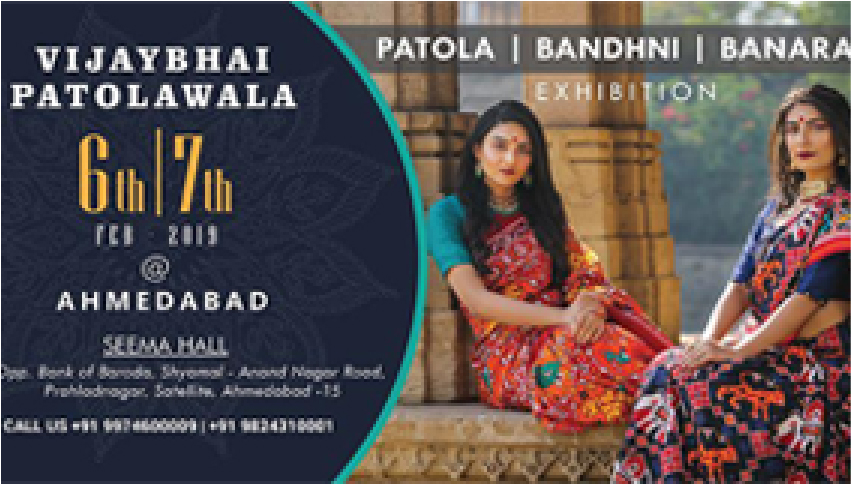 VIJAYBHAI
PATOLAWALA
6th | 7th
FEB - 2019
@
AHMEDABAD
SEEMA HALL
Opp. Bank of Baroda, Shyamal - Anand Nagar Road,
Prahladnagar, Satellite, Ahmedabad -15
CALL US +91 9974600009 | +91 9824310001
PATOLA | BANDHNI | BANARA
EXHIBITION